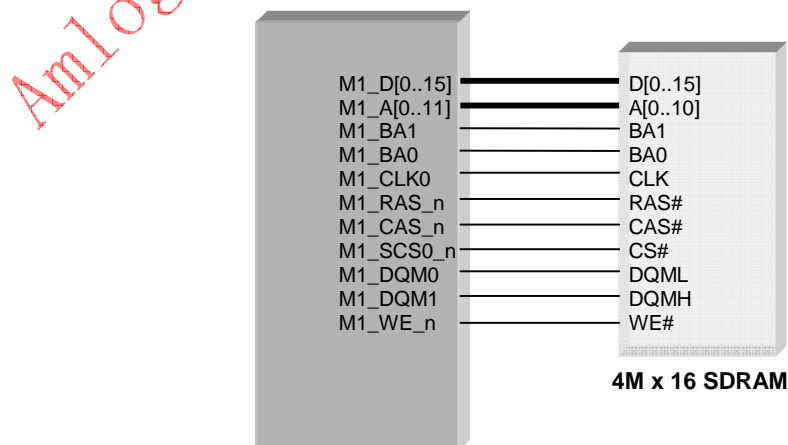 Amlog
M1_D[0..15] D[0..15]
M1_A[0..11] A[0..10]
M1_BA1 BA1
M1_BA0 BA0
M1_CLK0 CLK
M1_RAS_n RAS#
M1_CAS_n CAS#
M1_SCS0_n CS#
M1_DQM0 DQML
M1_DQM1 DQMH
M1_WE_n WE#
4M x 16 SDRAM